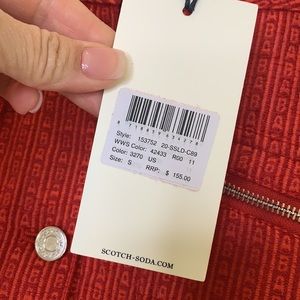 Style: 153752 20-SSLD-C89
WWS Color: 42433 R00 11
Color: 3270 US
Size: S RRP: $ 155.00
SCOTCH-SODA.COM